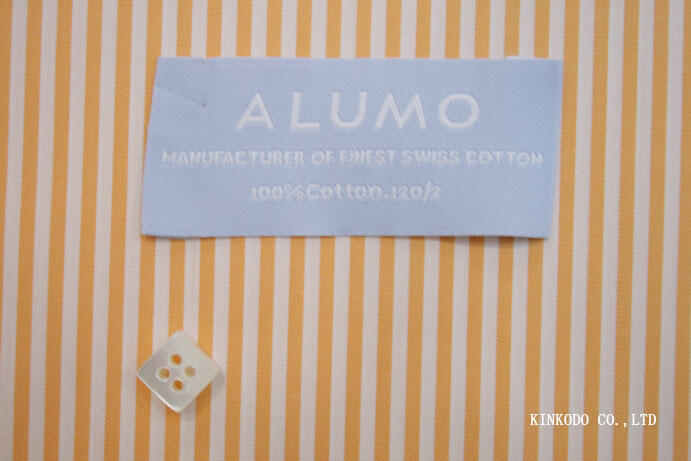 ALUMO
MANUFACTURER OF FINEST SWISS COTTON
100%Cotton.120/2
KINKODO CO.,LTD